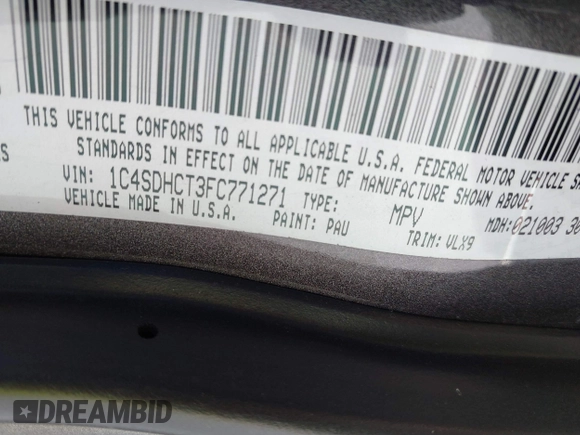 THIS VEHICLE CONFORMS TO ALL APPLICABLE U.S.A. FEDERAL MOTOR VEHICLE
STANDARDS IN EFFECT ON THE DATE OF MANUFACTURE SHOWN ABOVE.
VIN: 1C4SDHCT3FC771271 TYPE: MPV MDH:021003
VEHICLE MADE IN U.S.A. PAINT: PAU TRIM: VLX9
DREAMBID